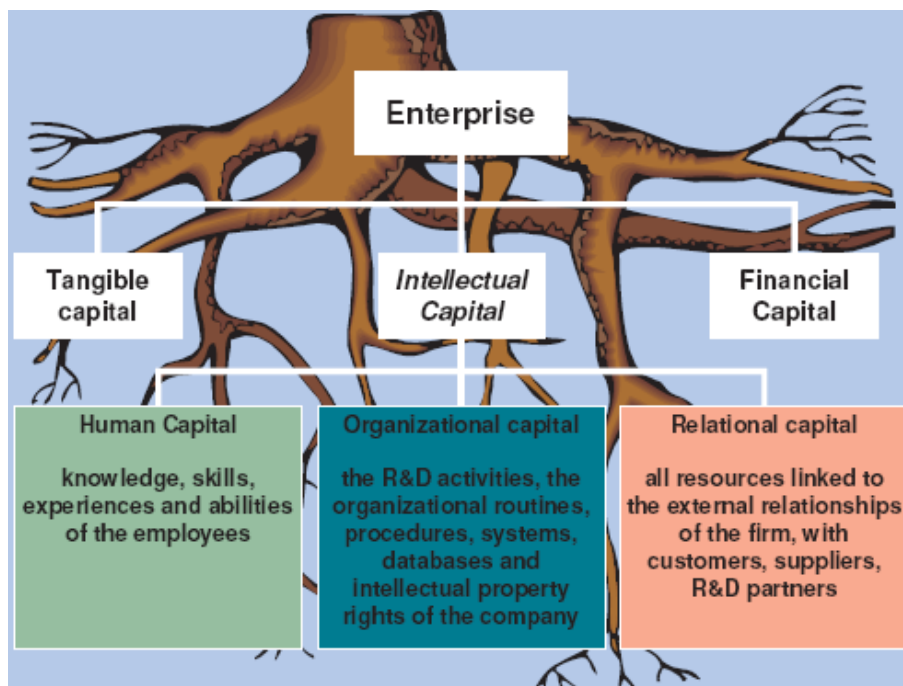 Enterprise
Tangible
capital
Intellectual
Capital
Financial
Capital
Human Capital
knowledge, skills,
experiences and abilities
of the employees
Organizational capital
the R&D activities, the
organizational routines,
procedures, systems,
databases and
intellectual property
rights of the company
Relational capital
all resources linked to
the external relationships
of the firm, with
customers, suppliers,
R&D partners